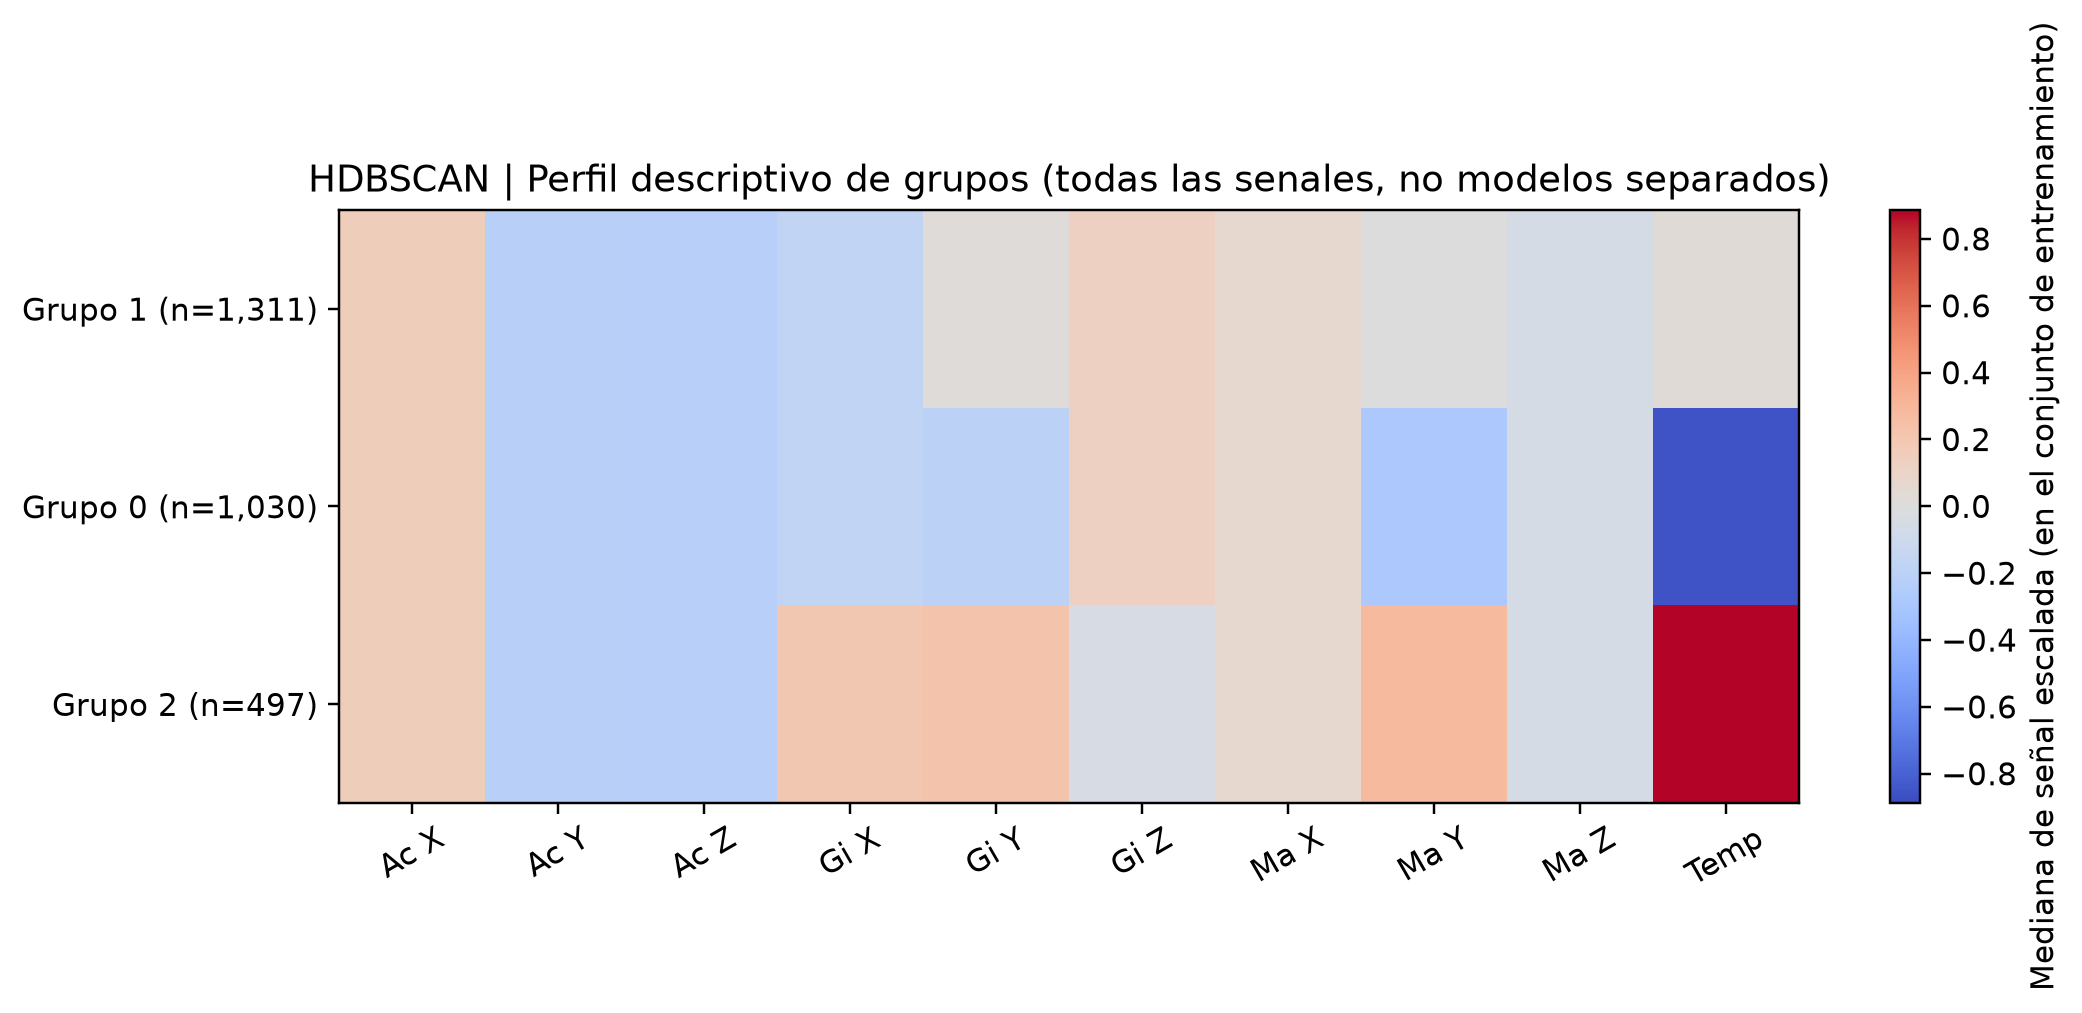 HDBSCAN | Perfil descriptivo de grupos (todas las senales, no modelos separados)
Grupo 1 (n=1,311)
Grupo 0 (n=1,030)
Grupo 2 (n=497)
Ac X
Ac Y
Ac Z
Gi X
Gi Y
Gi Z
Ma X
Ma Y
Ma Z
Temp
0.8
0.6
0.4
0.2
0.0
−0.2
−0.4
−0.6
−0.8
Mediana de señal escalada (en el conjunto de entrenamiento)